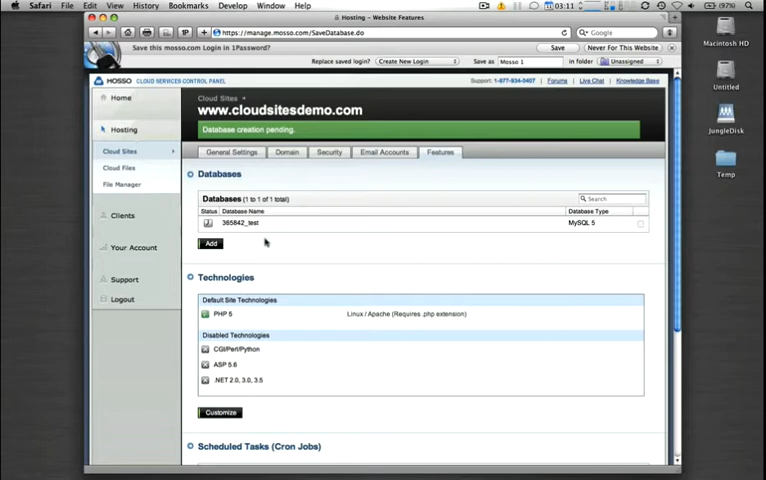 Safari File Edit View History Bookmarks Develop Window Help 03:11 (97%)
Hosting - Website Features
https://manage.mosso.com/SaveDatabase.do
Google
Save this mosso.com Login in 1Password?
Save
Never For This Website
Replace saved login? Create New Login Save as Mosso 1 in folder Unassigned
MOSSO CLOUD SERVICES CONTROL PANEL
Support: 1-877-934-0407 Forums Live Chat Knowledge Base
Home
Hosting
Cloud Sites
Cloud Files
File Manager
Clients
Your Account
Support
Logout
Cloud Sites
www.cloudsitesdemo.com
Database creation pending.
General Settings Domain Security Email Accounts Features
Databases
Databases (1 to 1 of 1 total)
Search
Status Database Name Database Type
365842_test MySQL 5
Add
Technologies
Default Site Technologies
PHP 5 Linux / Apache (Requires .php extension)
Disabled Technologies
CGI/Perl/Python
ASP 5.6
.NET 2.0, 3.0, 3.5
Customize
Scheduled Tasks (Cron Jobs)
Macintosh HD
Untitled
JungleDisk
Temp